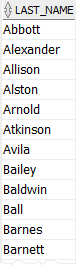 LAST_NAME
Abbott
Alexander
Allison
Alston
Arnold
Atkinson
Avila
Bailey
Baldwin
Ball
Barnes
Barnett